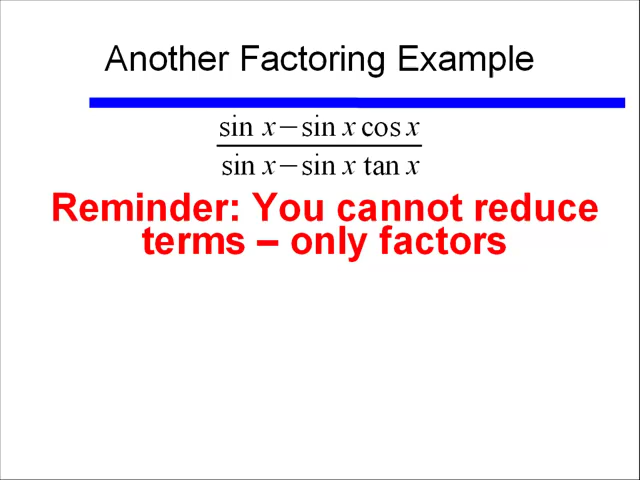 Another Factoring Example
sin x − sin x cos x
sin x − sin x tan x
Reminder: You cannot reduce
terms – only factors